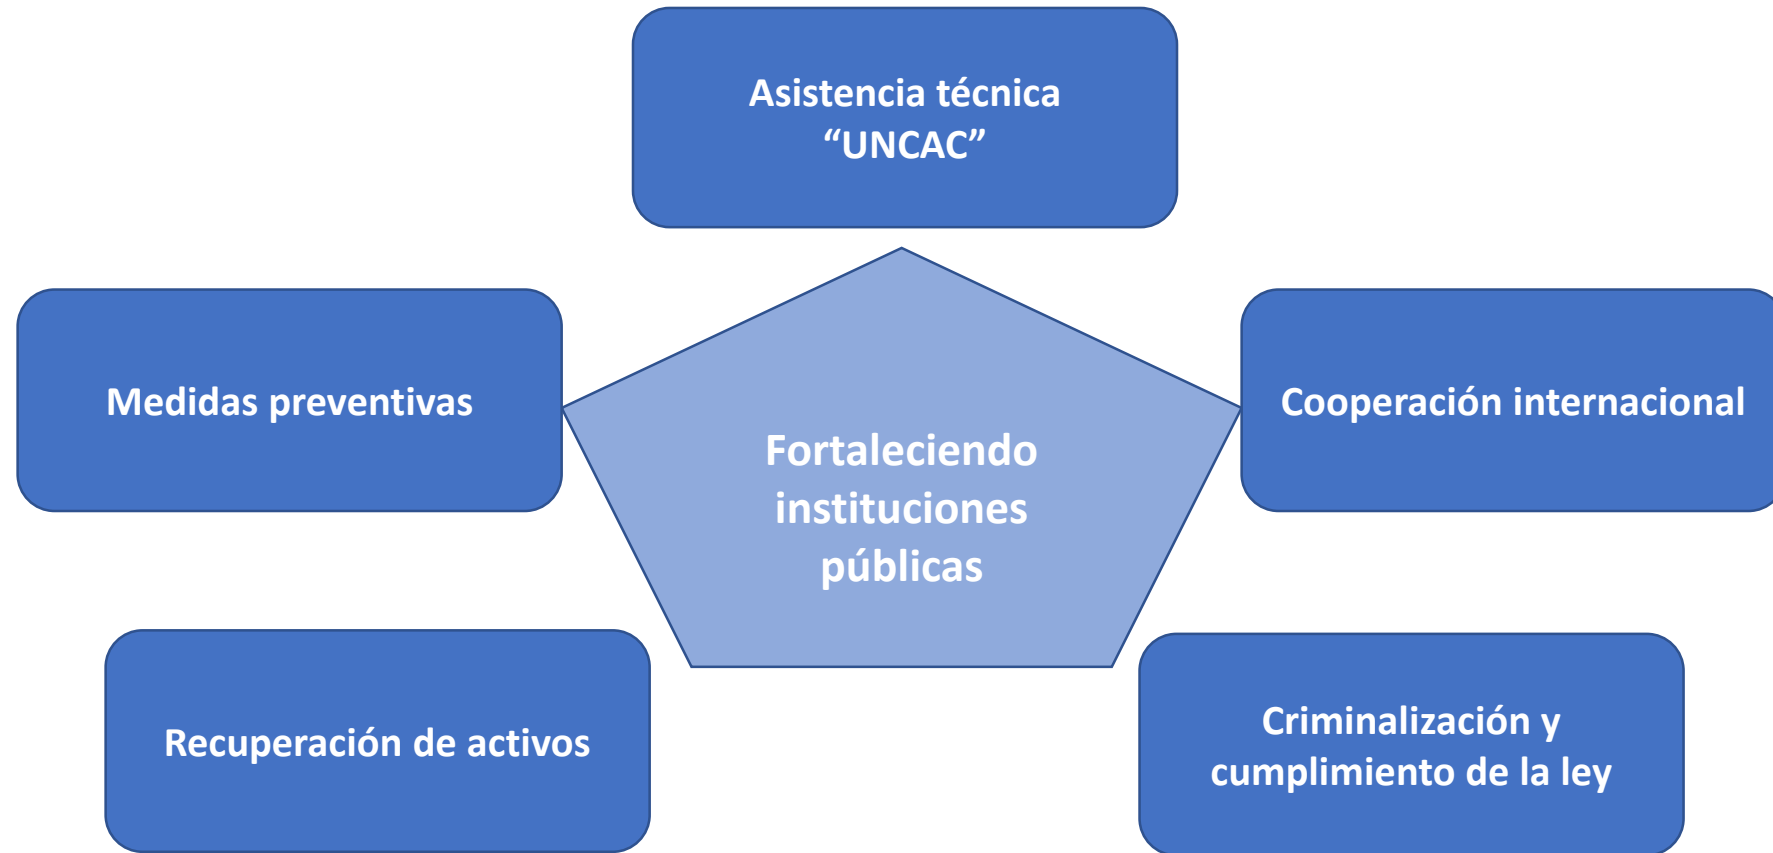 Asistencia técnica
“UNCAC”
Medidas preventivas
Cooperación internacional
Fortaleciendo
instituciones
públicas
Recuperación de activos
Criminalización y
cumplimiento de la ley